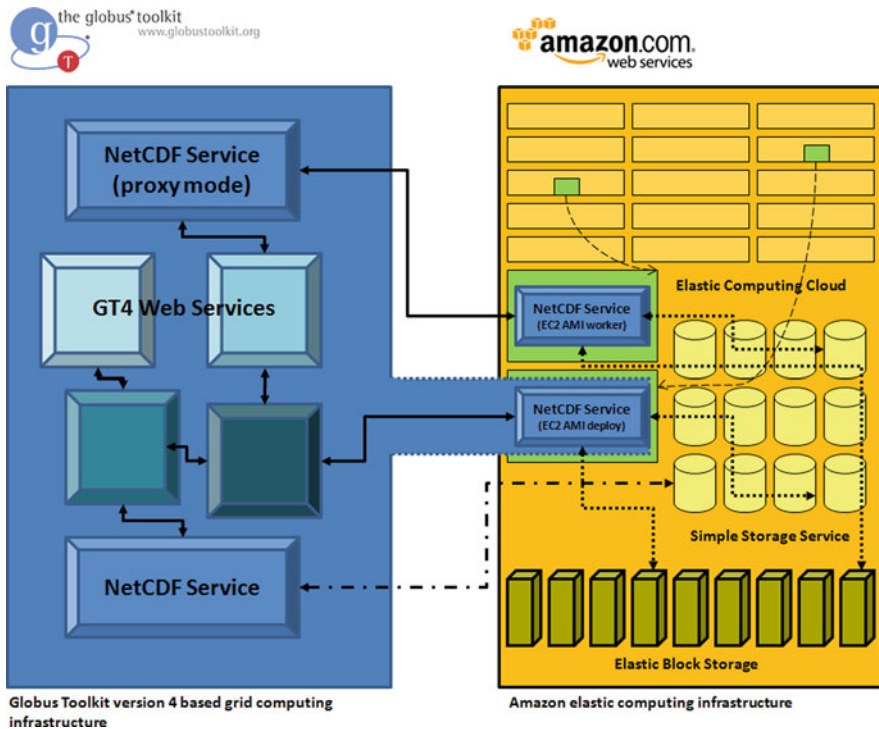 the globus® toolkit
www.globustoolkit.org
g
T
amazon.com.
web services
NetCDF Service
(proxy mode)
GT4 Web Services
NetCDF Service
Elastic Computing Cloud
NetCDF Service
(EC2 AMI worker)
NetCDF Service
(EC2 AMI deploy)
Simple Storage Service
Elastic Block Storage
Globus Toolkit version 4 based grid computing
infrastructure
Amazon elastic computing infrastructure